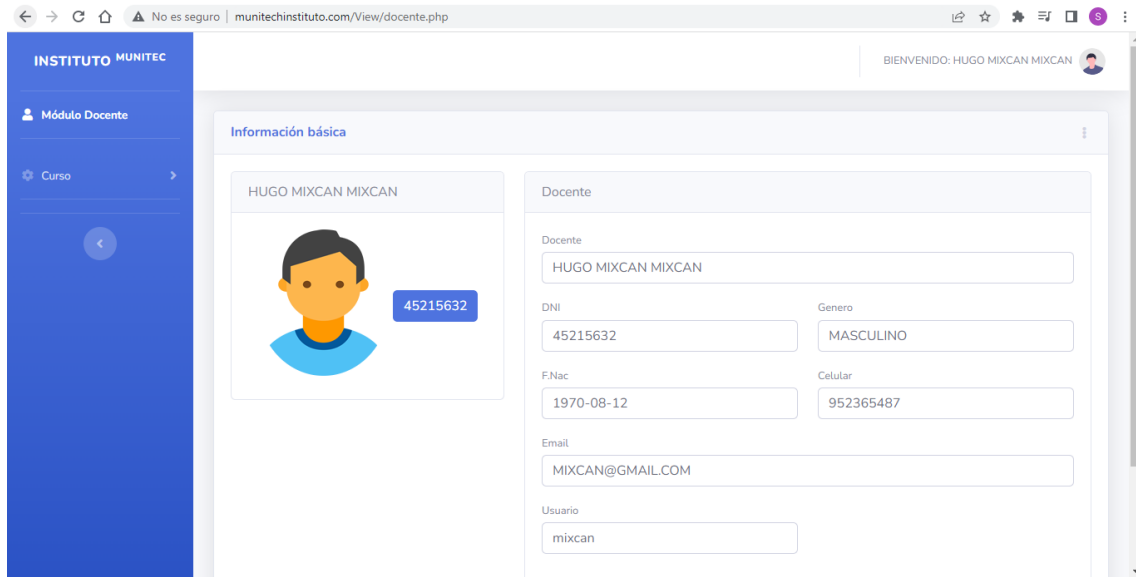 No es seguro | munitechinstituto.com/View/docente.php
S
INSTITUTO MUNITEC
BIENVENIDO: HUGO MIXCAN MIXCAN
Módulo Docente
Curso
Información básica
HUGO MIXCAN MIXCAN
45215632
Docente
Docente
HUGO MIXCAN MIXCAN
DNI
Genero
45215632
MASCULINO
F.Nac
Celular
1970-08-12
952365487
Email
MIXCAN@GMAIL.COM
Usuario
mixcan